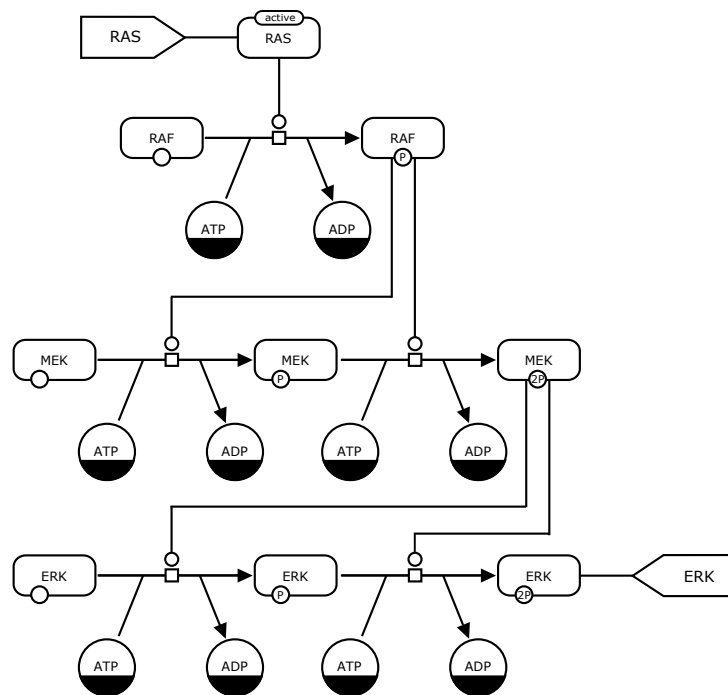 active
RAS
RAS
RAF
RAF
P
ATP
ADP
MEK
MEK
MEK
P
2P
ATP
ADP
ATP
ADP
ERK
ERK
ERK
ERK
P
2P
ATP
ADP
ATP
ADP